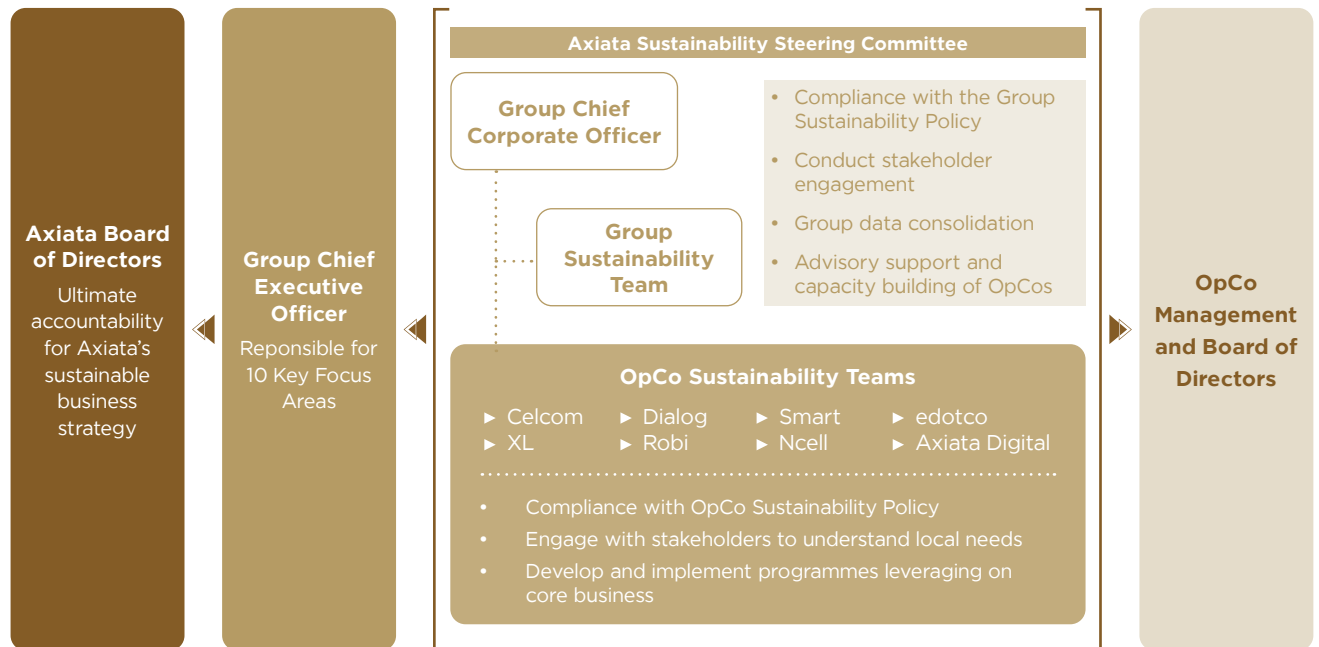 Axiata Board
of Directors
Ultimate
accountability
for Axiata's
sustainable
business
strategy
Group Chief
Executive
Officer
Reponsible for
10 Key Focus
Areas
Axiata Sustainability Steering Committee
Group Chief
Corporate Officer
Group
Sustainability
Team
• Compliance with the Group
Sustainability Policy
• Conduct stakeholder
engagement
• Group data consolidation
• Advisory support and
capacity building of OpCos
OpCo Sustainability Teams
► Celcom ► Dialog ► Smart ► edotco
► XL ► Robi ► Ncell ► Axiata Digital
• Compliance with OpCo Sustainability Policy
• Engage with stakeholders to understand local needs
• Develop and implement programmes leveraging on
core business
OpCo
Management
and Board of
Directors